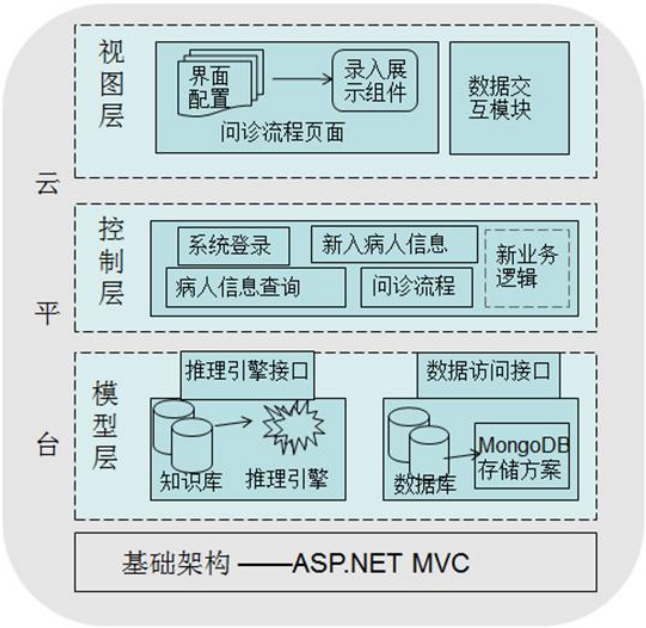 云
平
台
视
图
层
界面
配置
录入展
示组件
问诊流程页面
数据交
互模块
控
制
层
系统登录
新入病人信息
病人信息查询
问诊流程
新业务
逻辑
模
型
层
推理引擎接口
知识库
推理引擎
数据访问接口
数据库
MongoDB
存储方案
基础架构 ——ASP.NET MVC